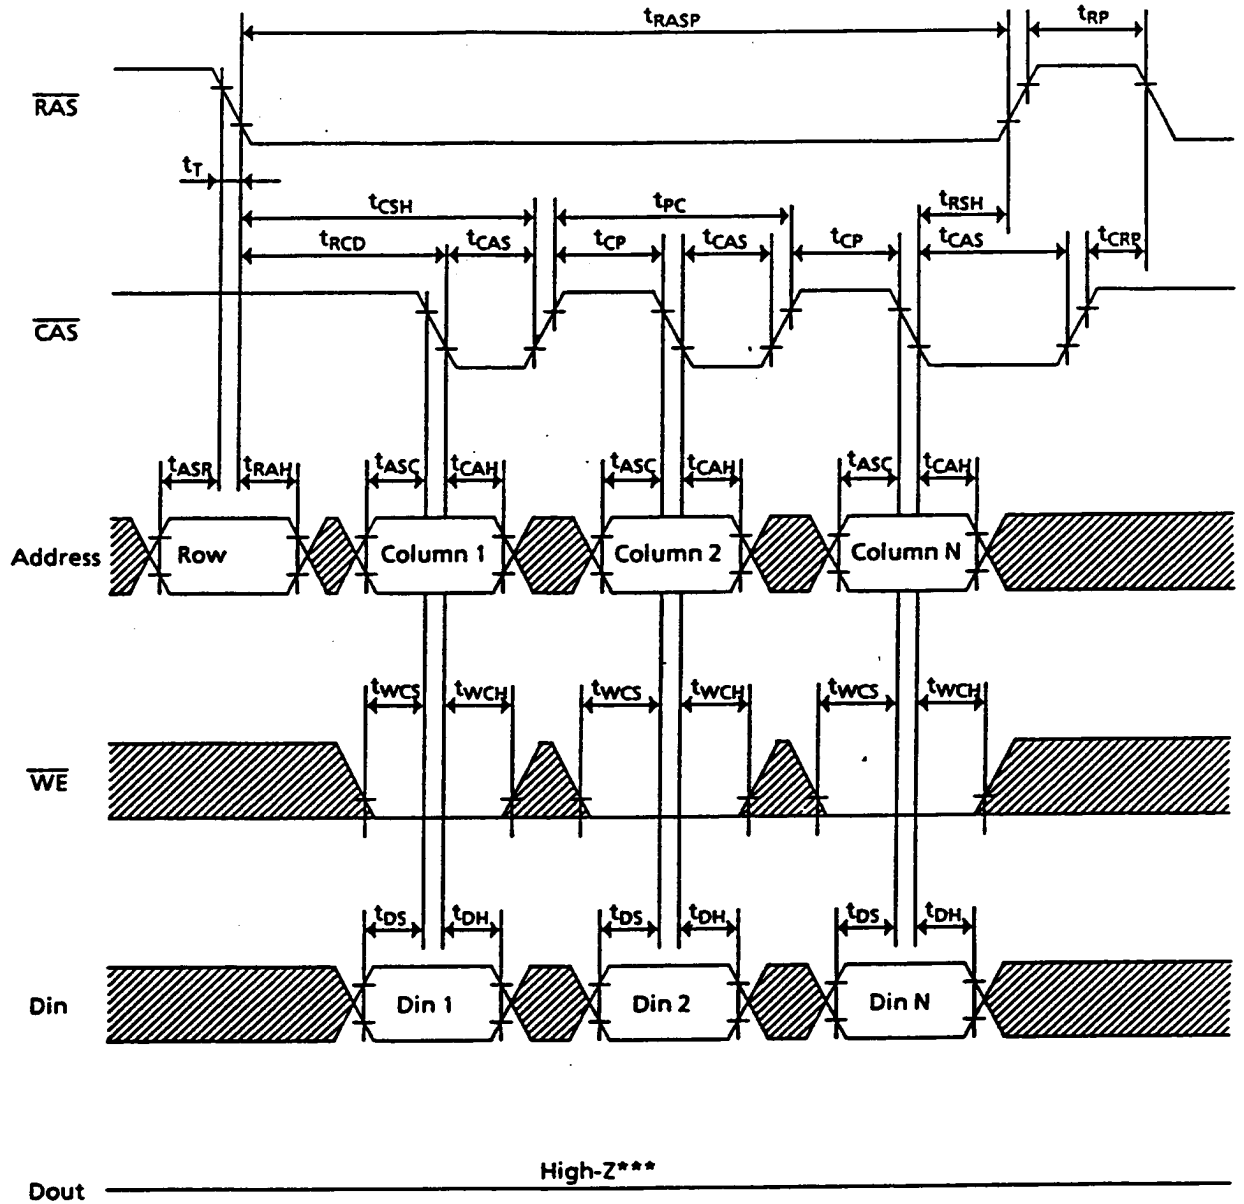 tRASP tRP
RAS
tT
tCSH tPC tRSH
tRCD tCAS tCP tCAS tCP tCAS tCRP
CAS
tASR tRAH tASC tCAH tASC tCAH tASC tCAH
Address Row Column 1 Column 2 Column N
tWCS tWCH tWCS tWCH tWCS tWCH
WE
tDS tDH tDS tDH tDS tDH
Din Din 1 Din 2 Din N
High-Z***
Dout